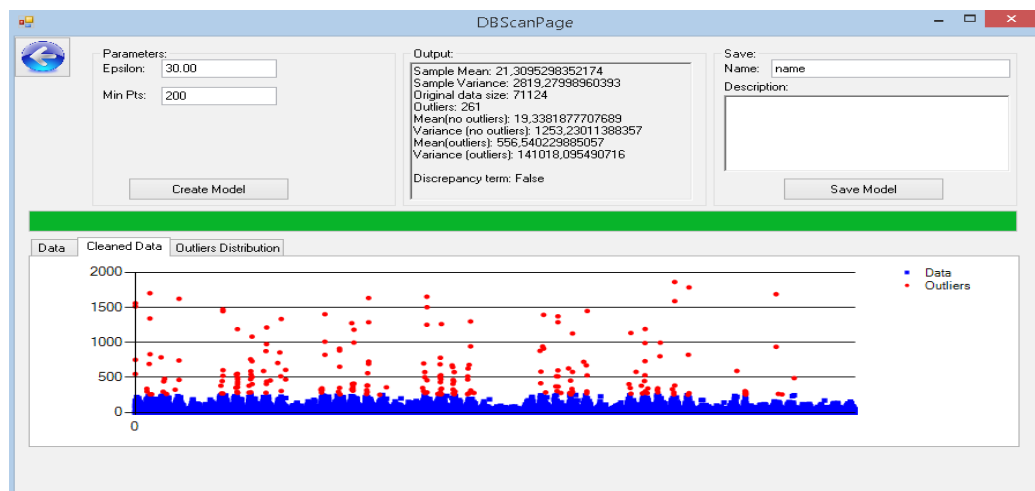 DBScanPage
Parameters:
Epsilon: 30.00
Min Pts: 200
Create Model
Output:
Sample Mean: 21,3095298352174
Sample Variance: 2819,27998960393
Original data size: 71124
Outliers: 261
Mean(no outliers): 19,3381877707689
Variance (no outliers): 1253,23011388357
Mean(outliers): 556,540229885057
Variance (outliers): 141018,095490716
Discrepancy term: False
Save:
Name: name
Description:
Save Model
Data
Cleaned Data
Outliers Distribution
2000
1500
1000
500
0
0
Data
Outliers